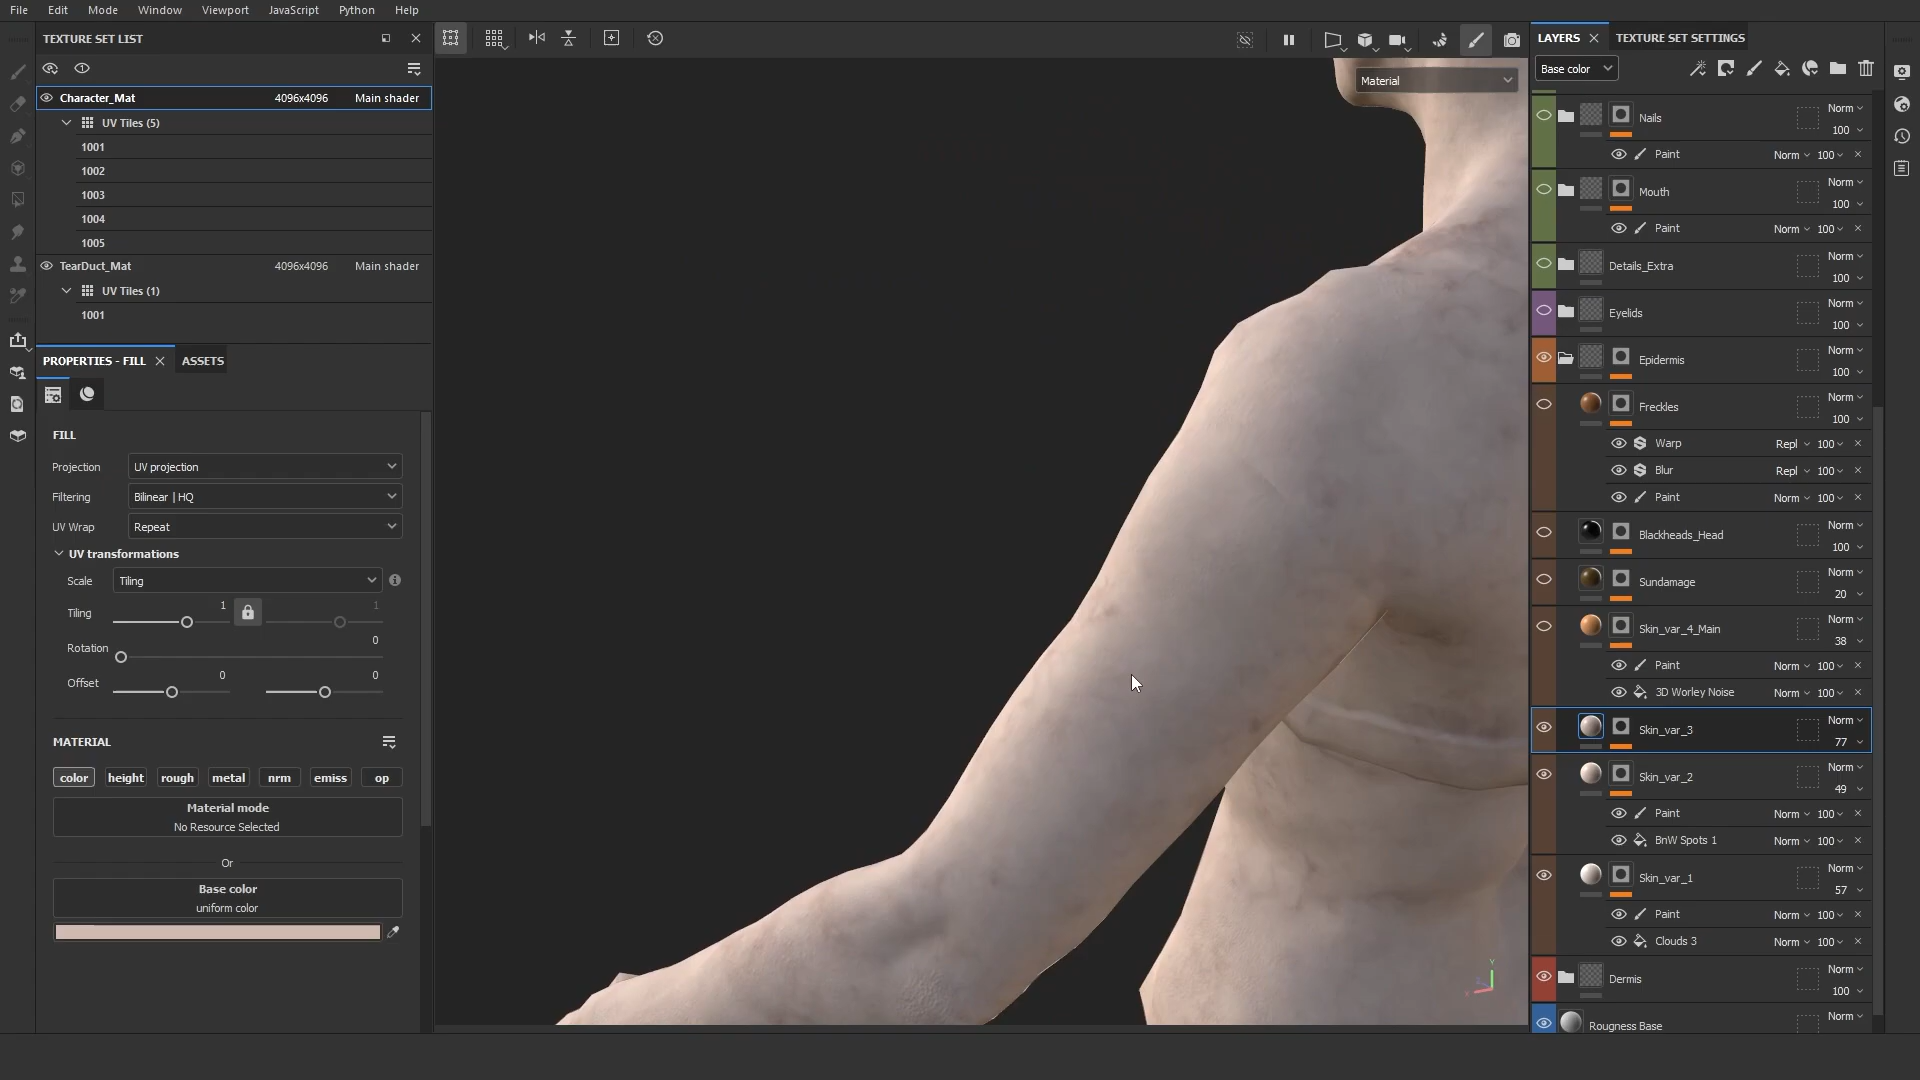 File Edit Mode Window Viewport JavaScript Python Help
TEXTURE SET LIST
Character_Mat 4096x4096 Main shader
UV Tiles (5)
1001
1002
1003
1004
1005
TearDuct_Mat 4096x4096 Main shader
UV Tiles (1)
1001
PROPERTIES - FILL ASSETS
FILL
Projection UV projection
Filtering Bilinear | HQ
UV Wrap Repeat
UV transformations
Scale Tiling
Tiling 1 1
Rotation 0
Offset 0 0
MATERIAL
color height rough metal nrm emiss op
Material mode
No Resource Selected
Or
Base color
uniform color
Material
Y
LAYERS TEXTURE SET SETTINGS
Base color
Nails Norm 100
Paint Norm 100
Mouth Norm 100
Paint Norm 100
Details_Extra Norm 100
Eyelids Norm 100
Epidermis Norm 100
Freckles Norm 100
Warp Repl 100
Blur Repl 100
Paint Norm 100
Blackheads_Head Norm 100
Sundamage Norm 20
Skin_var_4_Main Norm 38
Paint Norm 100
3D Worley Noise Norm 100
Skin_var_3 Norm 77
Skin_var_2 Norm 49
Paint Norm 100
BnW Spots 1 Norm 100
Skin_var_1 Norm 57
Paint Norm 100
Clouds 3 Norm 100
Dermis Norm 100
Rougness Base Norm